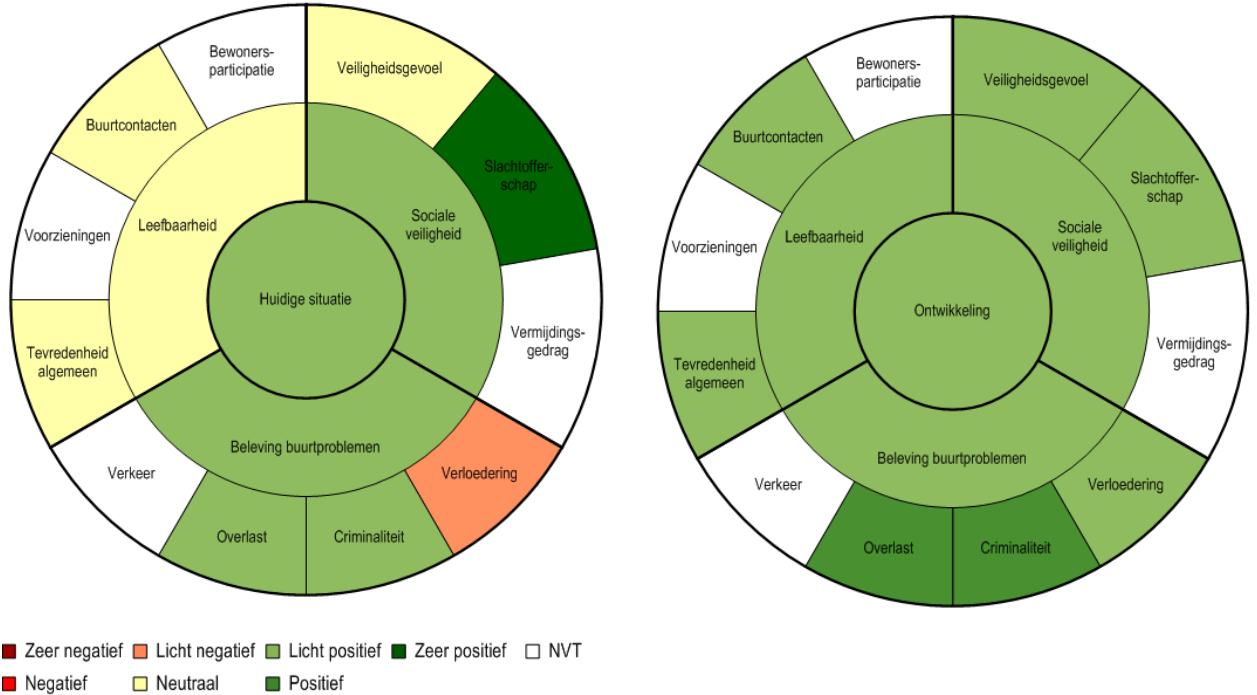 Bewoners-
participatie
Veiligheidsgevoel
Buurtcontacten
Slachtoffer-
schap
Voorzieningen
Leefbaarheid
Sociale
veiligheid
Huidige situatie
Tevredenheid
algemeen
Vermijdings-
gedrag
Beleving buurtproblemen
Verkeer
Verloedering
Overlast
Criminaliteit
Bewoners-
participatie
Veiligheidsgevoel
Buurtcontacten
Slachtoffer-
schap
Voorzieningen
Leefbaarheid
Sociale
veiligheid
Ontwikkeling
Tevredenheid
algemeen
Vermijdings-
gedrag
Beleving buurtproblemen
Verkeer
Verloedering
Overlast
Criminaliteit
Zeer negatief Licht negatief Licht positief Zeer positief NVT
Negatief Neutraal Positief